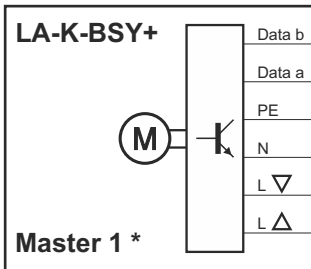 LA-K-BSY+
Data b
Data a
PE
M
N
L ▽
L △
Master 1 *